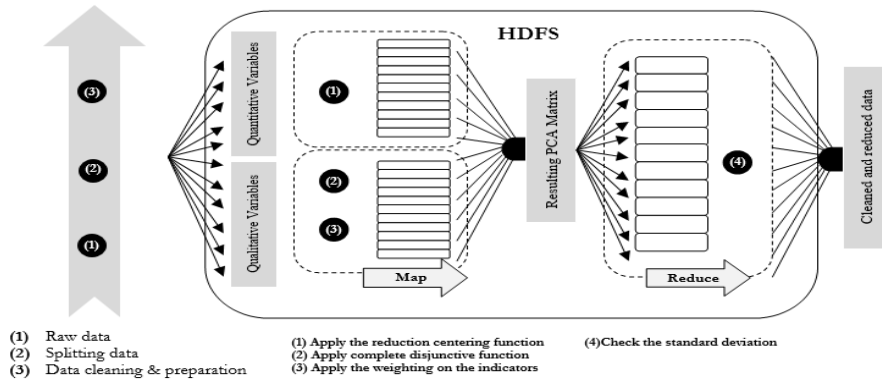 HDFS
(3)
(2)
(1)
Quantitative Variables
Qualitative Variables
(1)
(2)
(3)
Map
Resulting PCA Matrix
(4)
Reduce
Cleaned and reduced data
(1) Raw data
(2) Splitting data
(3) Data cleaning & preparation
(1) Apply the reduction centering function
(2) Apply complete disjunctive function
(3) Apply the weighting on the indicators
(4)Check the standard deviation